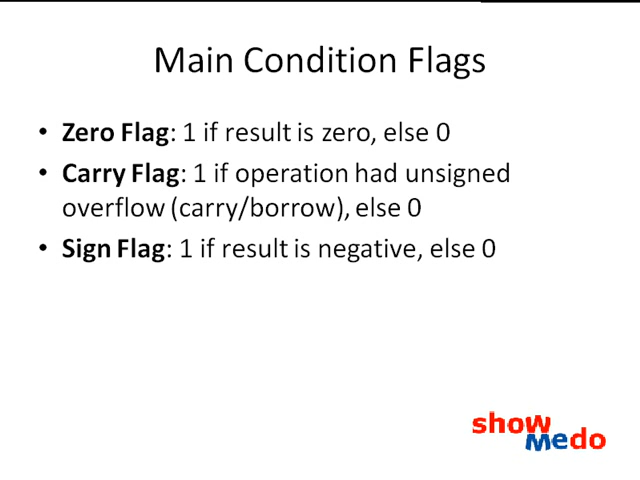 Main Condition Flags
• Zero Flag: 1 if result is zero, else 0
• Carry Flag: 1 if operation had unsigned
overflow (carry/borrow), else 0
• Sign Flag: 1 if result is negative, else 0
show
medo